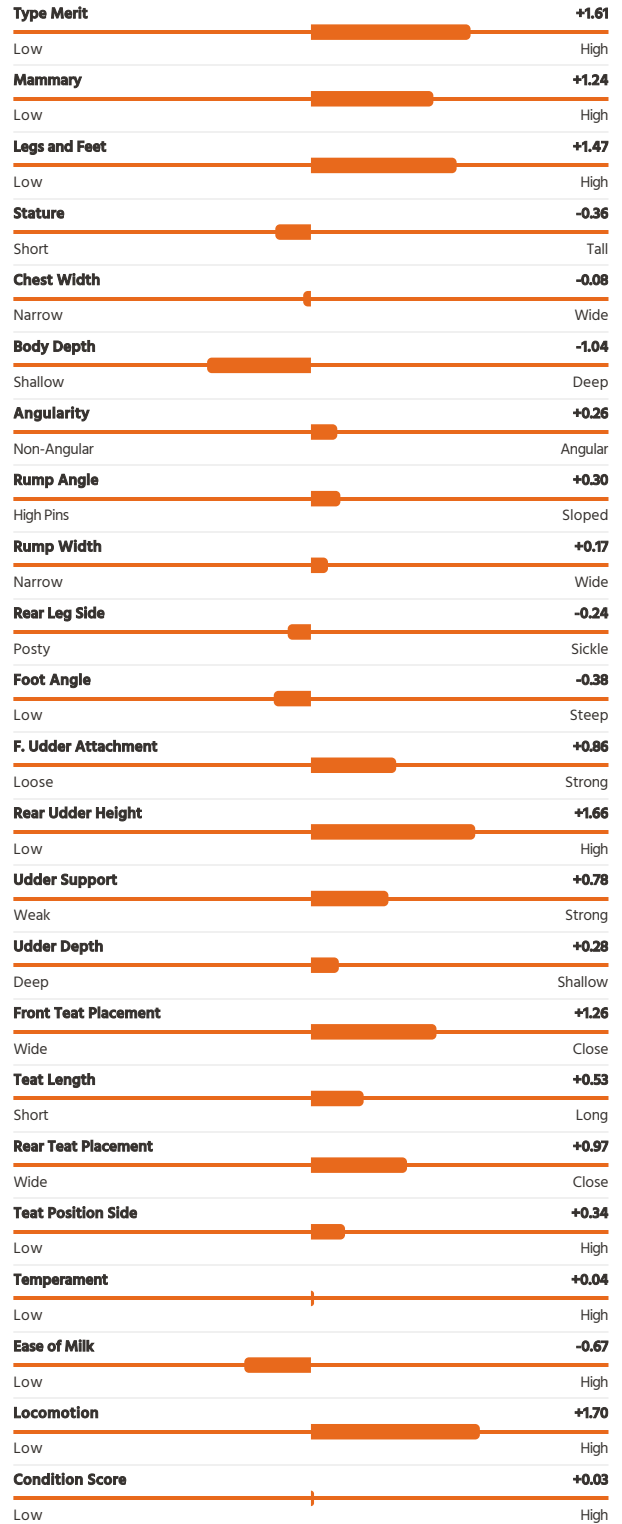 Type Merit +1.61
Low High
Mammary +1.24
Low High
Legs and Feet +1.47
Low High
Stature -0.36
Short Tall
Chest Width -0.08
Narrow Wide
Body Depth -1.04
Shallow Deep
Angularity +0.26
Non-Angular Angular
Rump Angle +0.30
High Pins Sloped
Rump Width +0.17
Narrow Wide
Rear Leg Side -0.24
Posty Sickle
Foot Angle -0.38
Low Steep
F. Udder Attachment +0.86
Loose Strong
Rear Udder Height +1.66
Low High
Udder Support +0.78
Weak Strong
Udder Depth +0.28
Deep Shallow
Front Teat Placement +1.26
Wide Close
Teat Length +0.53
Short Long
Rear Teat Placement +0.97
Wide Close
Teat Position Side +0.34
Low High
Temperament +0.04
Low High
Ease of Milk -0.67
Low High
Locomotion +1.70
Low High
Condition Score +0.03
Low High